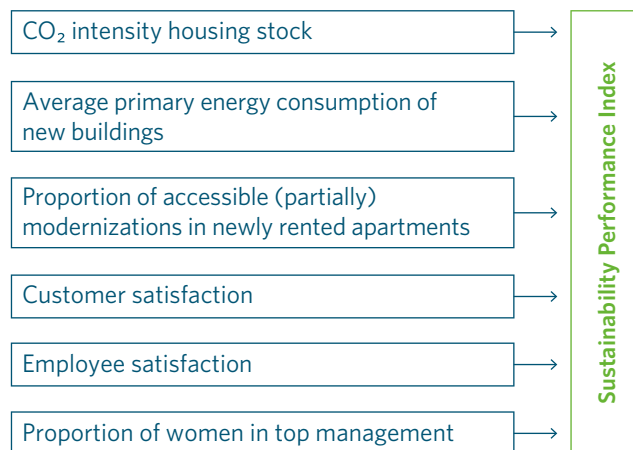 CO₂ intensity housing stock
Average primary energy consumption of
new buildings
Proportion of accessible (partially)
modernizations in newly rented apartments
Customer satisfaction
Employee satisfaction
Proportion of women in top management
Sustainability Performance Index